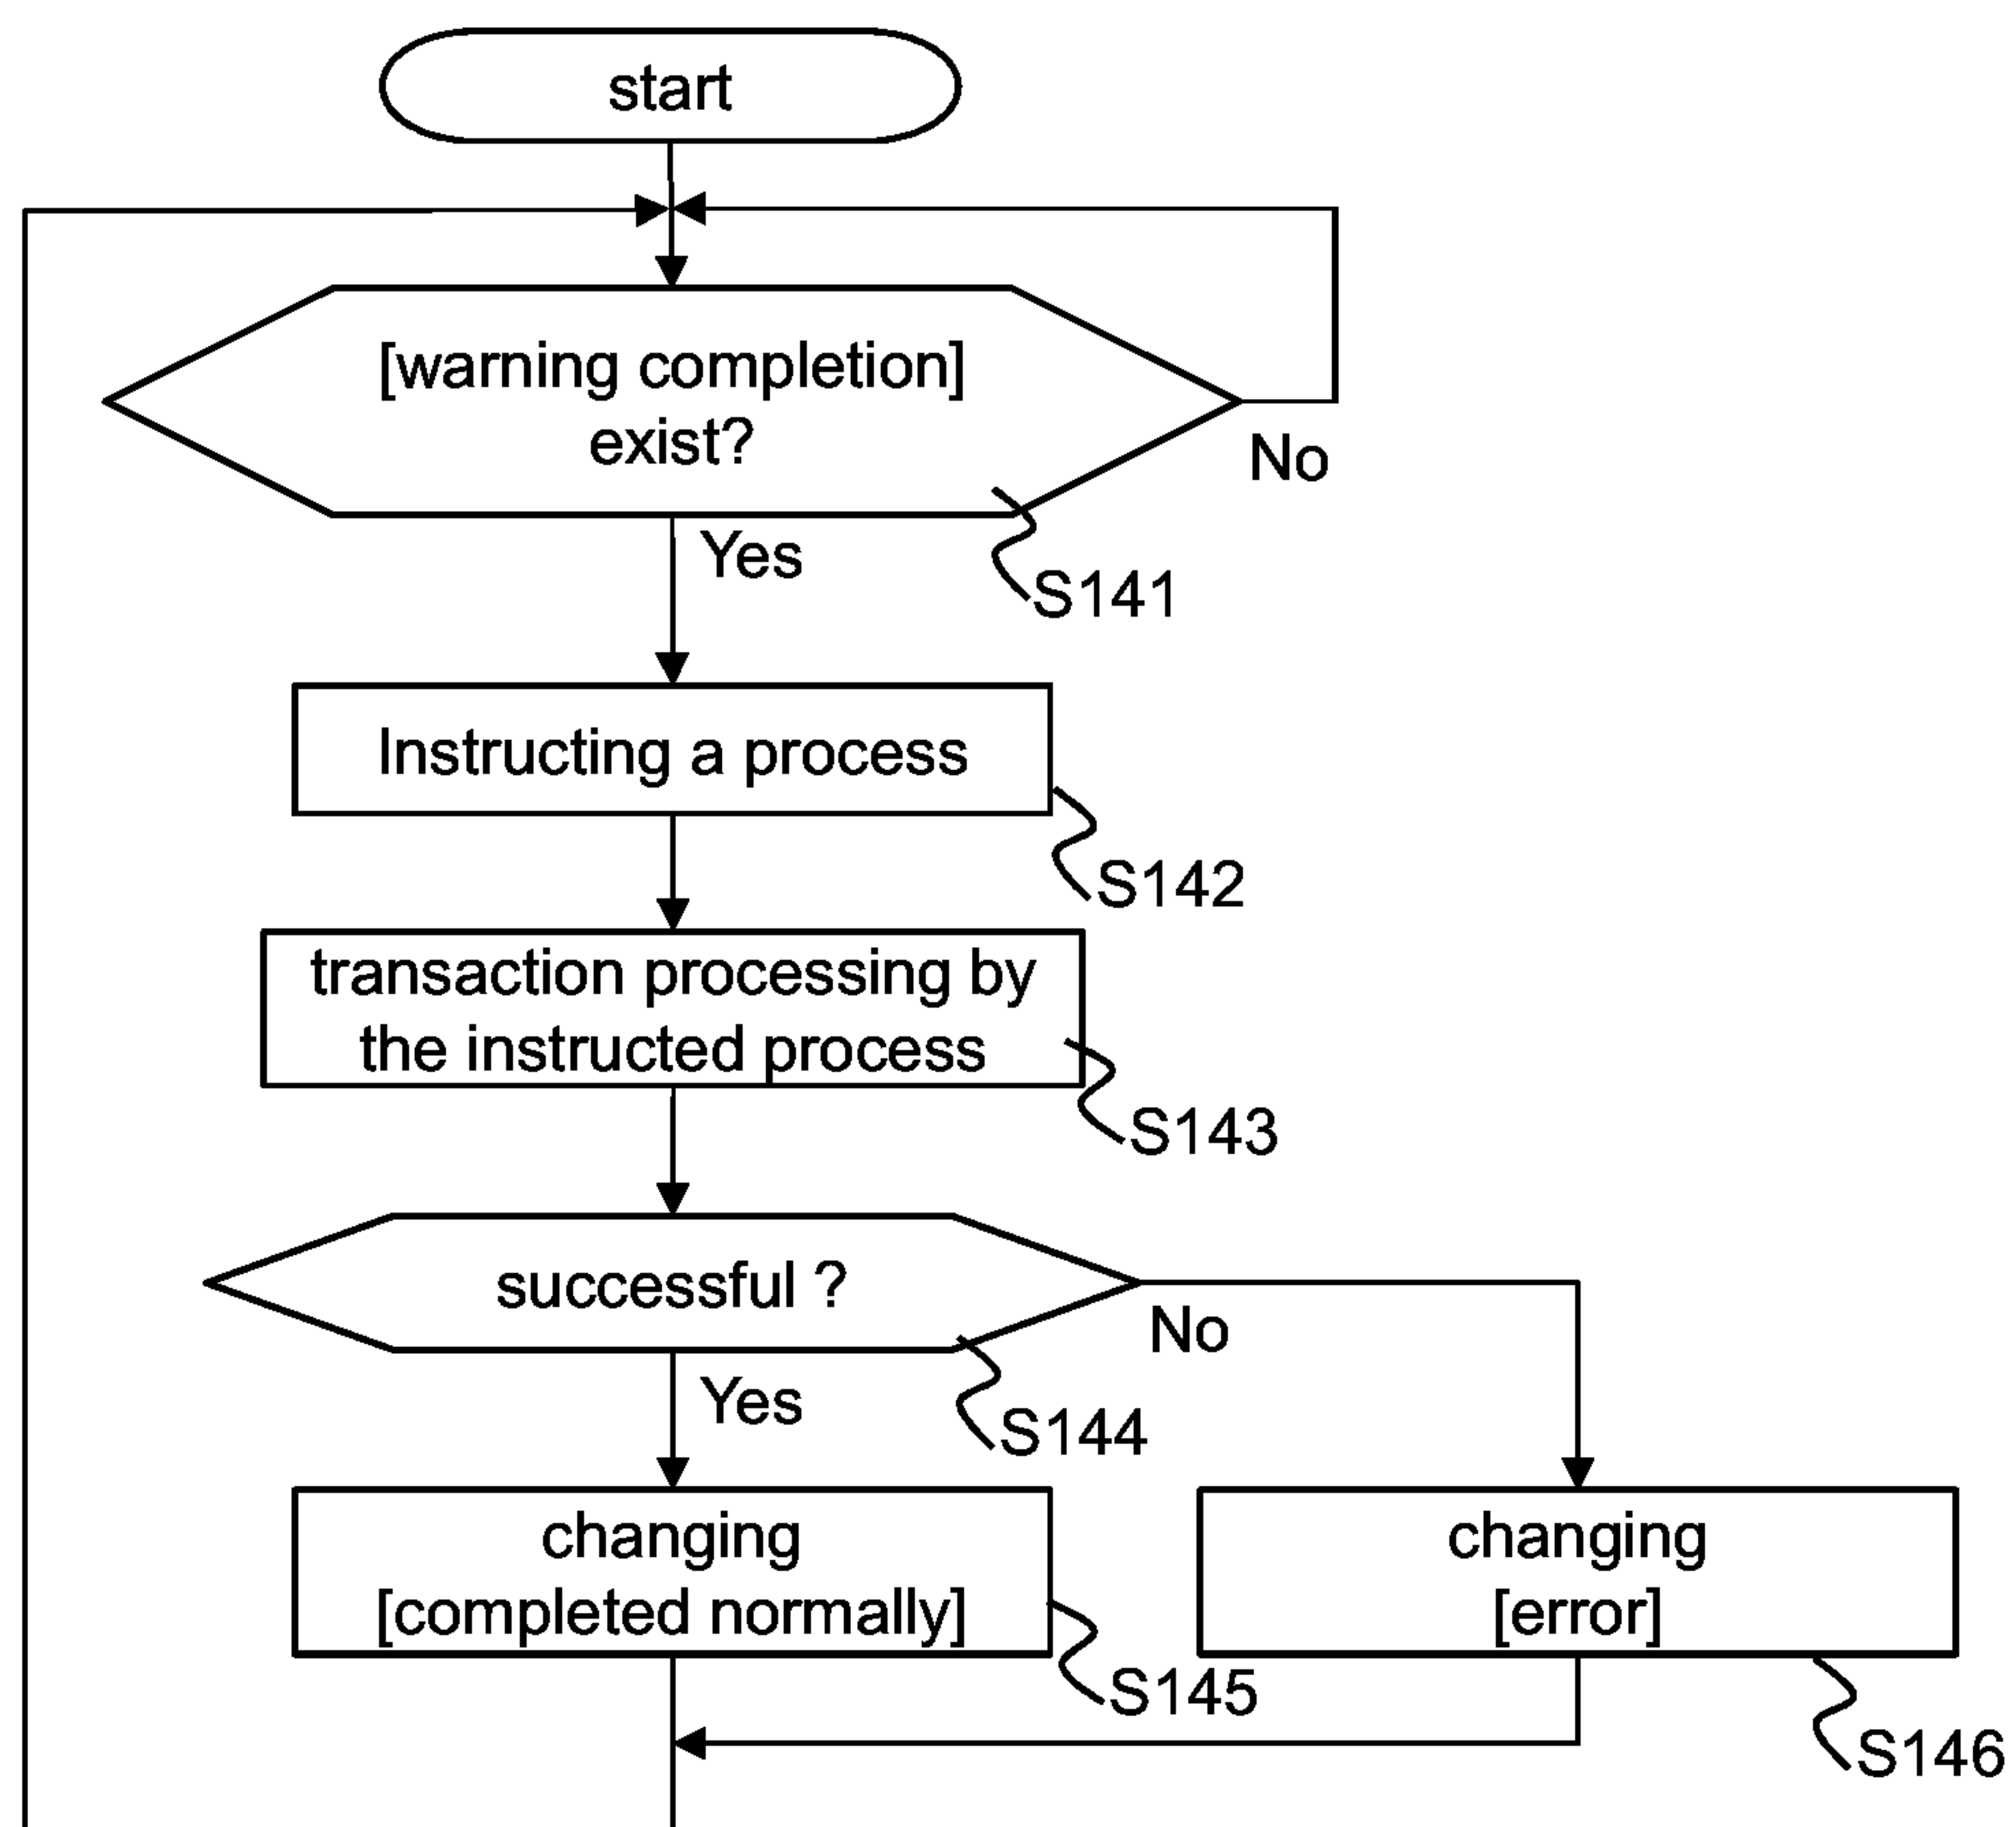 start
[warning completion]
exist?
No
Yes
S141
Instructing a process
S142
transaction processing by
the instructed process
S143
successful ?
No
Yes
S144
changing
[completed normally]
S145
changing
[error]
S146